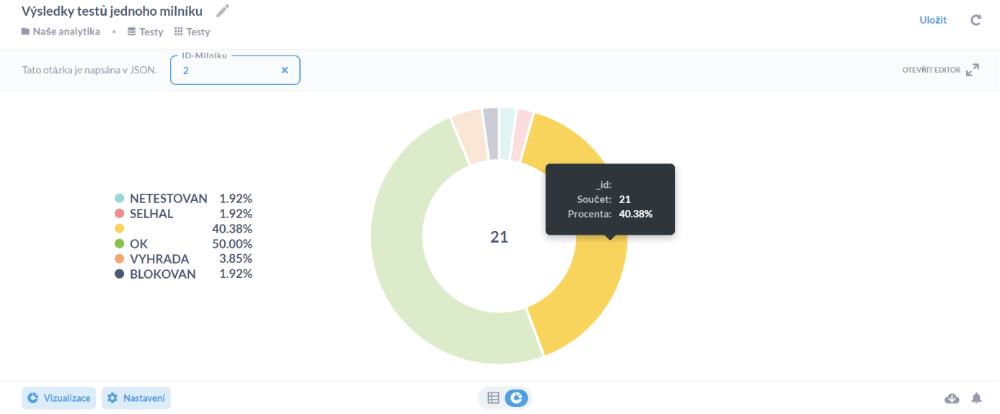 Výsledky testů jednoho milníku
Uložit
Naše analytika • Testy Testy
ID-Milniku
Tato otázka je napsána v JSON.
2 ×
OTEVŘÍT EDITOR
_id:
Součet: 21
Procenta: 40.38%
NETESTOVAN 1.92%
SELHAL 1.92%
40.38%
OK 50.00%
VYHRADA 3.85%
BLOKOVAN 1.92%
21
Vizualizace
Nastavení